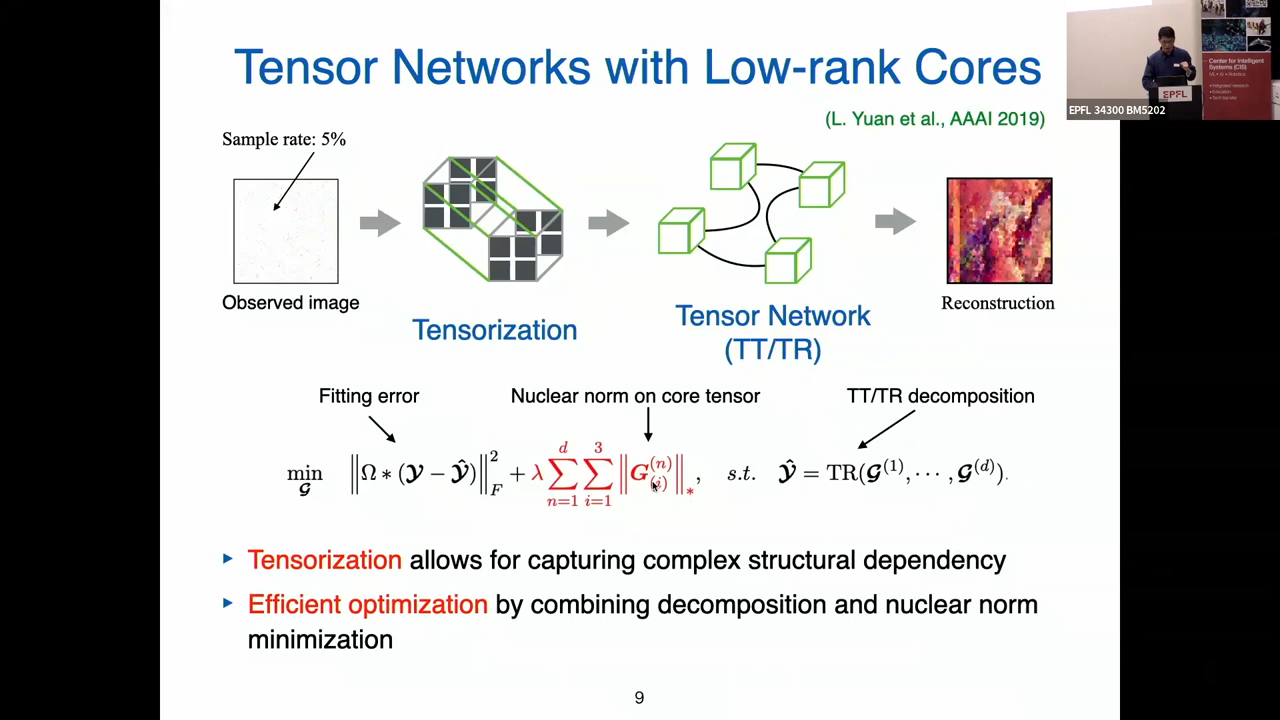 Tensor Networks with Low-rank Cores
(L. Yuan et al., AAAI 2019)
Sample rate: 5%
Observed image
Tensorization
Tensor Network
(TT/TR)
Reconstruction
Fitting error
Nuclear norm on core tensor
TT/TR decomposition
min_𝓖 ‖Ω ∗ (𝓨 − 𝓨̂)‖²_F + λ ∑_{n=1}^{d} ∑_{i=1}^{3} ‖G^{(n)}_{(i)}‖_∗, s.t. 𝓨̂ = TR(𝓖^{(1)}, ⋯, 𝓖^{(d)}).
Tensorization allows for capturing complex structural dependency
Efficient optimization by combining decomposition and nuclear norm
minimization
9
EPFL
EPFL 34300 BM5202
Center for Intelligent
Systems (CIS)